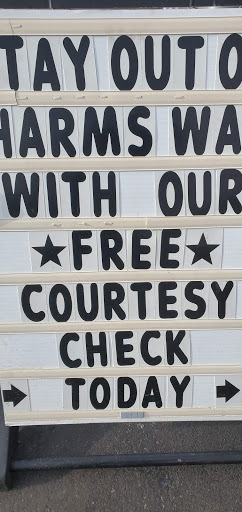 TAY OUT O
HARMS WA
WITH OUR
★FREE★
COURTESY
CHECK
→ TODAY →